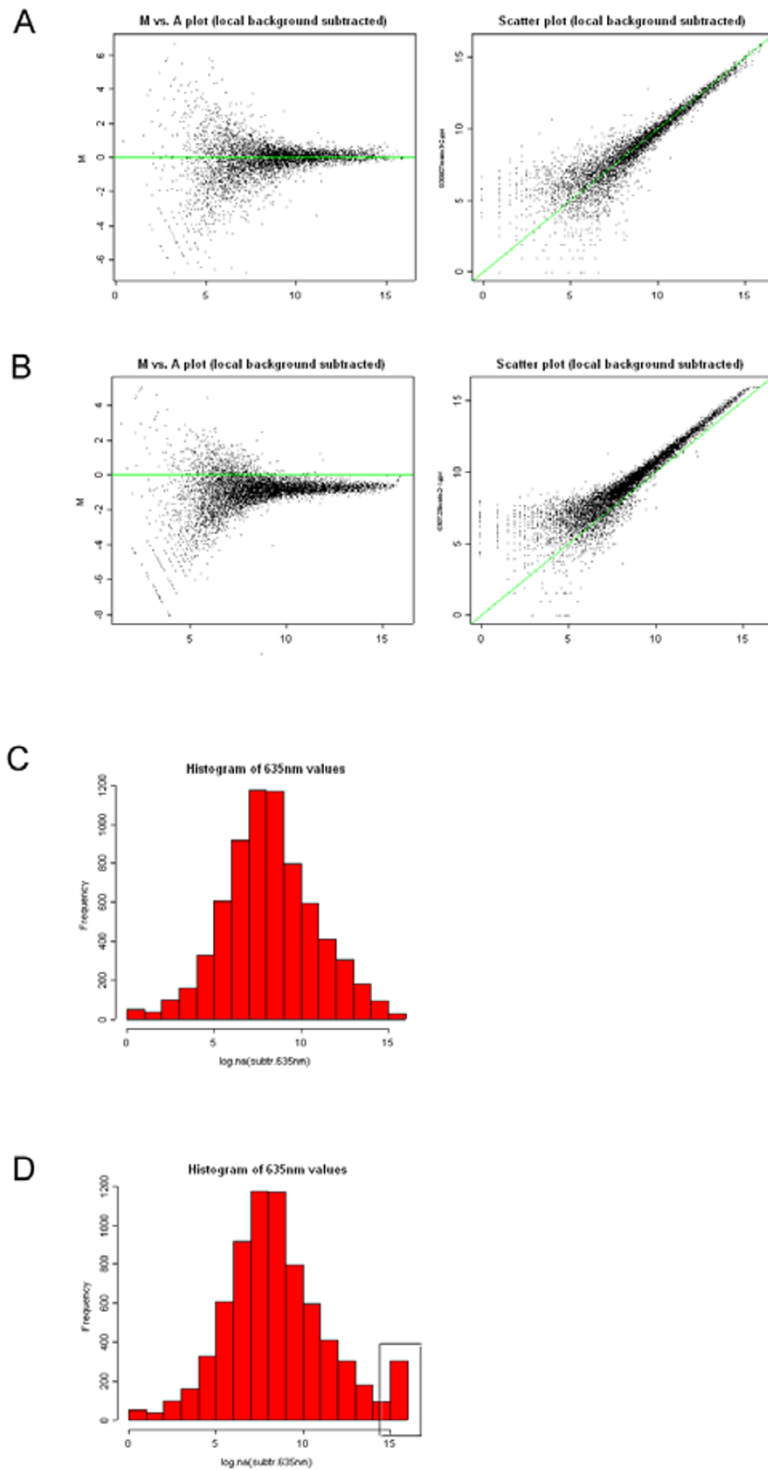 A
M vs. A plot (local background subtracted)
Scatter plot (local background subtracted)
M
6
4
2
0
-2
-4
-6
0 5 10 15
15
10
5
0
0 5 10 15
B
M vs. A plot (local background subtracted)
Scatter plot (local background subtracted)
M
4
2
0
-2
-4
-6
-8
5 10 15
15
10
5
0
0 5 10 15
C
Histogram of 635nm values
Frequency
1200
1000
800
600
400
200
0
0 5 10 15
log.na(subtr.635nm)
D
Histogram of 635nm values
Frequency
1200
1000
800
600
400
200
0
0 5 10 15
log.na(subtr.635nm)